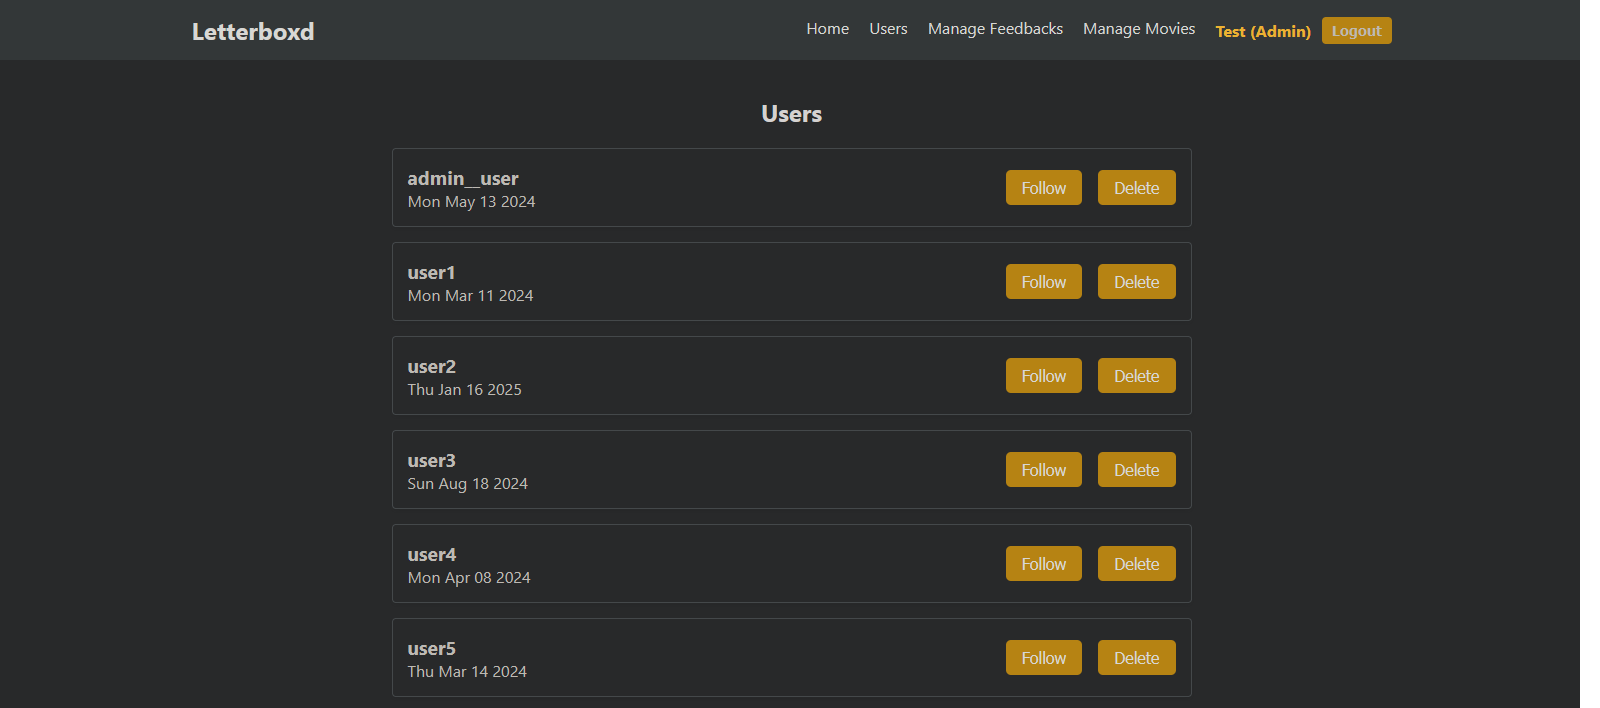 Letterboxd Home Users Manage Feedbacks Manage Movies Test (Admin) Logout
Users
admin__user
Mon May 13 2024
Follow Delete
user1
Mon Mar 11 2024
Follow Delete
user2
Thu Jan 16 2025
Follow Delete
user3
Sun Aug 18 2024
Follow Delete
user4
Mon Apr 08 2024
Follow Delete
user5
Thu Mar 14 2024
Follow Delete